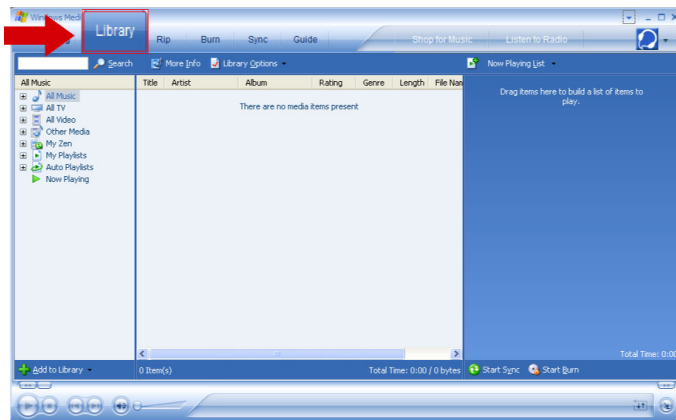 Windows Medi
Library
Rip Burn Sync Guide Shop for Music Listen to Radio
Search More Info Library Options Now Playing List
All Music Title Artist Album Rating Genre Length File Nan
All Music
All TV
All Video
Other Media
My Zen
My Playlists
Auto Playlists
Now Playing
There are no media items present
Drag items here to build a list of items to
play.
Total Time: 0:00
Add to Library 0 Item(s) Total Time: 0:00 / 0 bytes Start Sync Start Burn